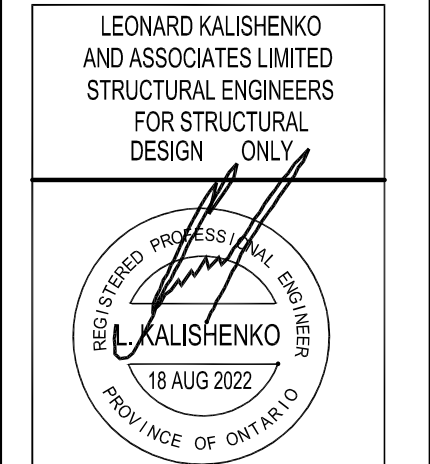 LEONARD KALISHENKO
AND ASSOCIATES LIMITED
STRUCTURAL ENGINEERS
FOR STRUCTURAL
DESIGN ONLY
REGISTERED PROFESSIONAL ENGINEER
L. KALISHENKO
18 AUG 2022
PROVINCE OF ONTARIO